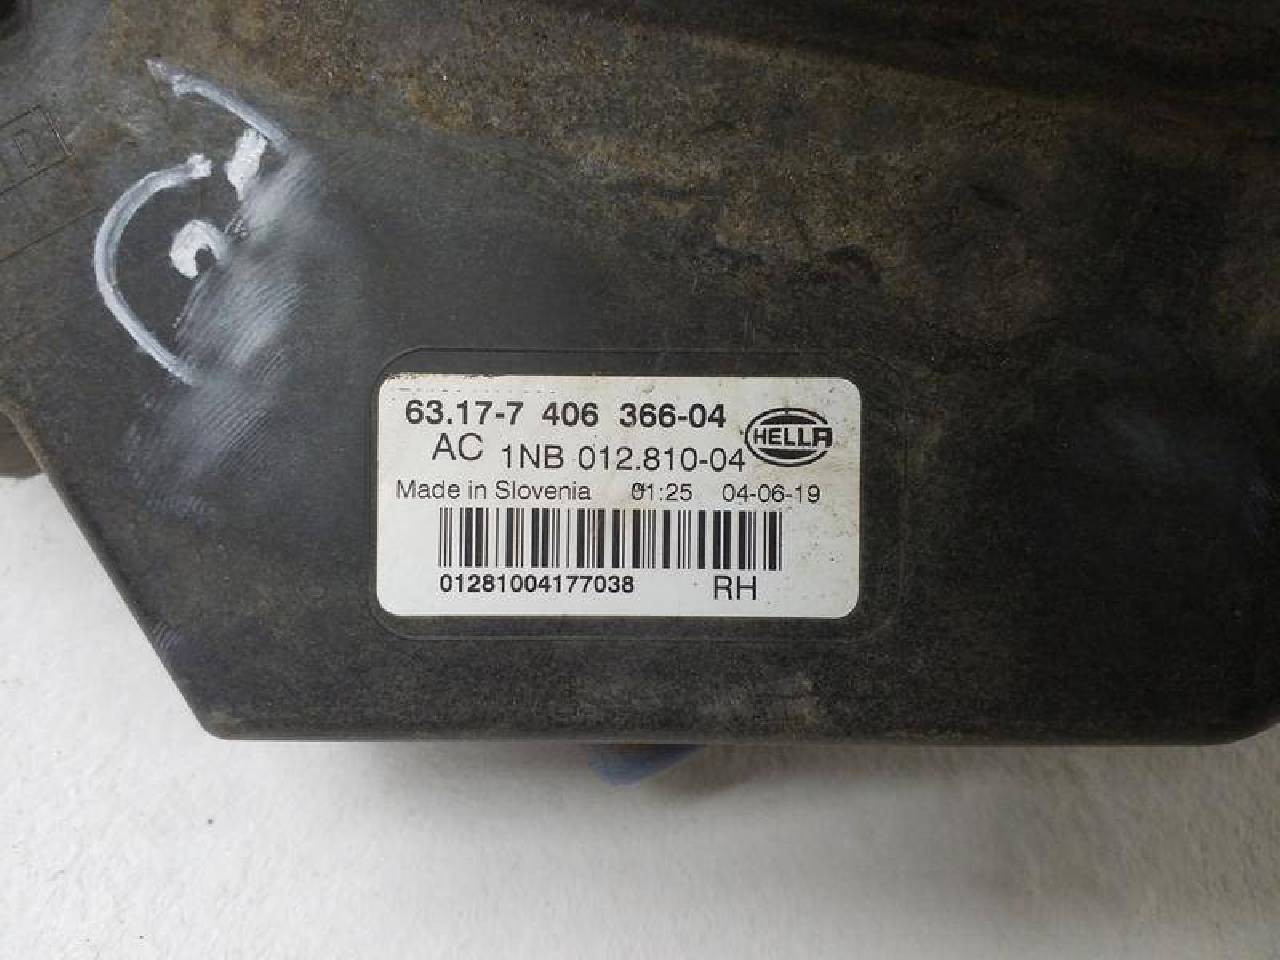 63.17-7 406 366-04
HELLA
AC 1NB 012.810-04
Made in Slovenia 01:25 04-06-19
01281004177038 RH